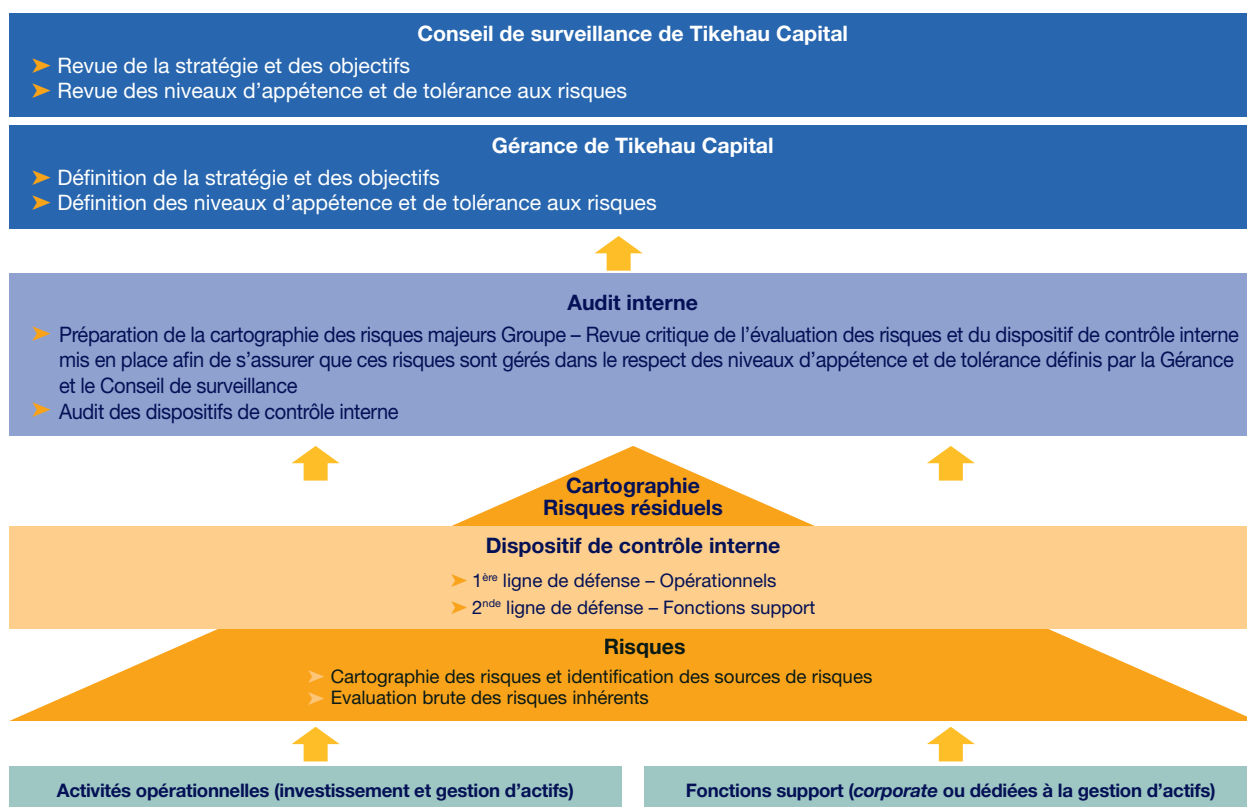 Conseil de surveillance de Tikehau Capital
➤ Revue de la stratégie et des objectifs
➤ Revue des niveaux d'appétence et de tolérance aux risques
Gérance de Tikehau Capital
➤ Définition de la stratégie et des objectifs
➤ Définition des niveaux d'appétence et de tolérance aux risques
Audit interne
➤ Préparation de la cartographie des risques majeurs Groupe – Revue critique de l'évaluation des risques et du dispositif de contrôle interne
mis en place afin de s'assurer que ces risques sont gérés dans le respect des niveaux d'appétence et de tolérance définis par la Gérance
et le Conseil de surveillance
➤ Audit des dispositifs de contrôle interne
Cartographie
Risques résiduels
Dispositif de contrôle interne
➤ 1ère ligne de défense – Opérationnels
➤ 2nde ligne de défense – Fonctions support
Risques
➤ Cartographie des risques et identification des sources de risques
➤ Evaluation brute des risques inhérents
Activités opérationnelles (investissement et gestion d'actifs)
Fonctions support (corporate ou dédiées à la gestion d'actifs)